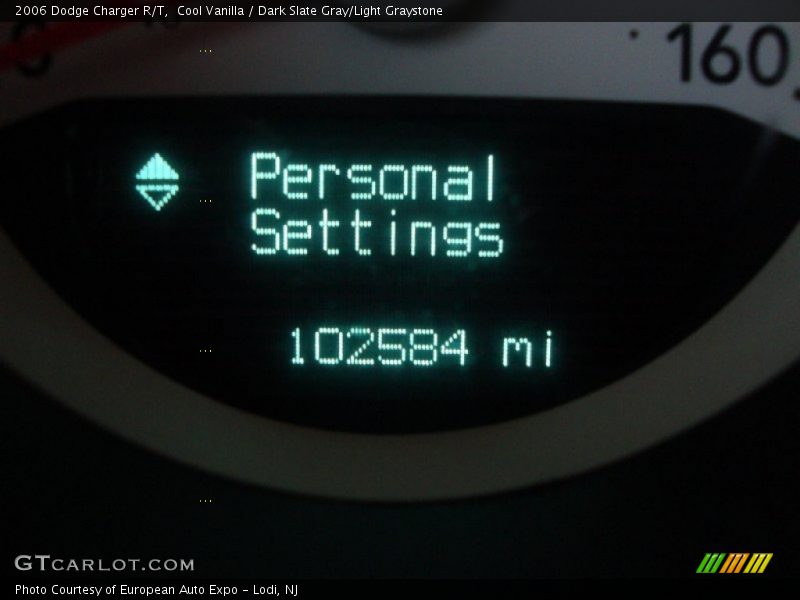 2006 Dodge Charger R/T,  Cool Vanilla / Dark Slate Gray/Light Graystone
160
Personal
Settings
102584 mi
GTCARLOT.COM
Photo Courtesy of European Auto Expo - Lodi, NJ